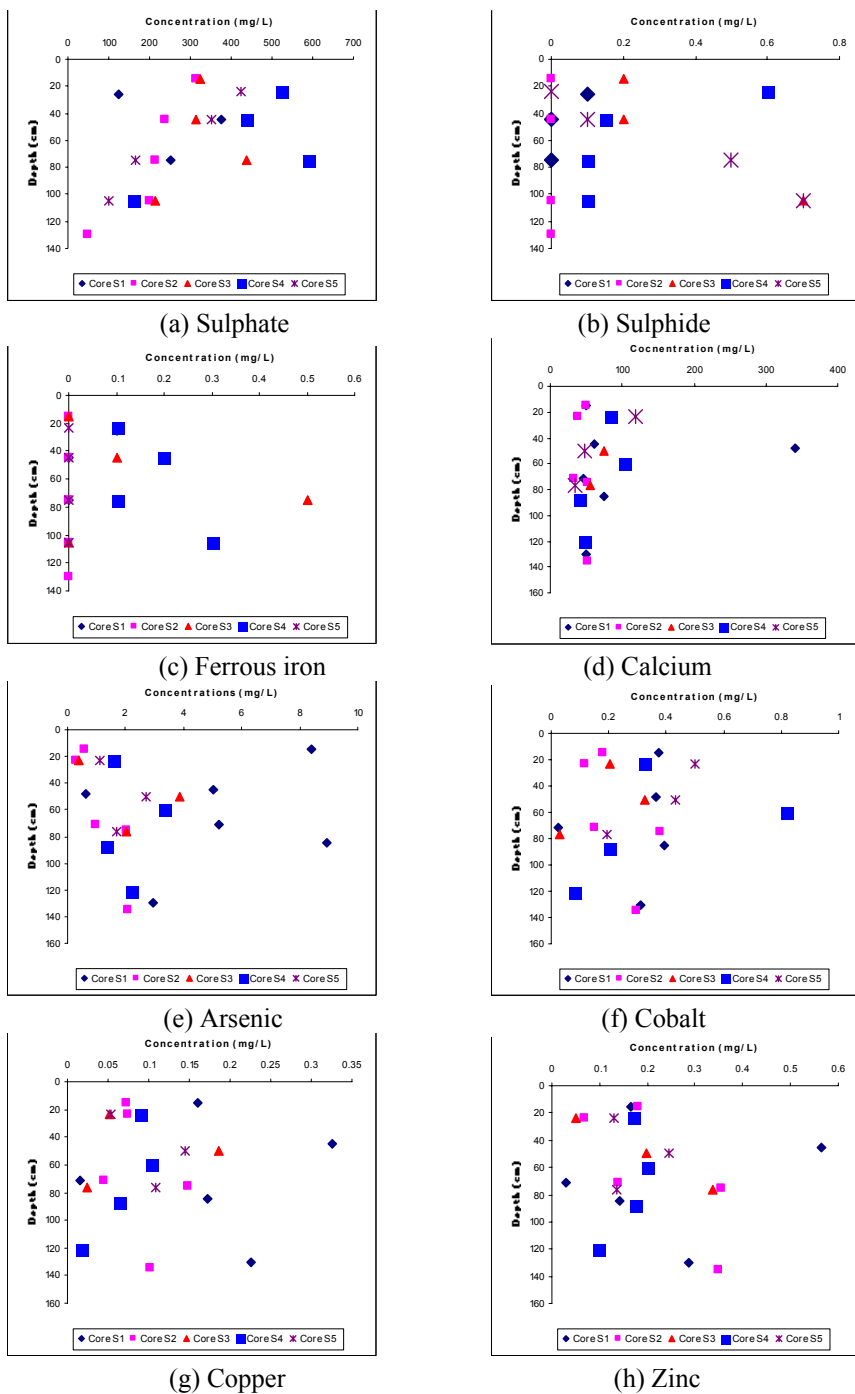 Concentration (mg/L)
0 100 200 300 400 500 600 700
0
20
40
60
80
100
120
140
Depth (cm)
Core S1 Core S2 Core S3 Core S4 Core S5
(a) Sulphate
Concentration (mg/L)
0 0.2 0.4 0.6 0.8
0
20
40
60
80
100
120
140
Depth (cm)
Core S1 Core S2 Core S3 Core S4 Core S5
(b) Sulphide
Concentration (mg/L)
0 0.1 0.2 0.3 0.4 0.5 0.6
0
20
40
60
80
100
120
140
Depth (cm)
Core S1 Core S2 Core S3 Core S4 Core S5
(c) Ferrous iron
Cocnentration (mg/L)
0 100 200 300 400
0
20
40
60
80
100
120
140
160
Depth (cm)
Core S1 Core S2 Core S3 Core S4 Core S5
(d) Calcium
Concentrations (mg/L)
0 2 4 6 8 10
0
20
40
60
80
100
120
140
160
Depth (cm)
Core S1 Core S2 Core S3 Core S4 Core S5
(e) Arsenic
Concentration (mg/L)
0 0.2 0.4 0.6 0.8 1
0
20
40
60
80
100
120
140
160
Depth (cm)
Core S1 Core S2 Core S3 Core S4 Core S5
(f) Cobalt
Concentration (mg/L)
0 0.05 0.1 0.15 0.2 0.25 0.3 0.35
0
20
40
60
80
100
120
140
160
Depth (cm)
Core S1 Core S2 Core S3 Core S4 Core S5
(g) Copper
Concentration (mg/L)
0 0.1 0.2 0.3 0.4 0.5 0.6
0
20
40
60
80
100
120
140
160
Depth (cm)
Core S1 Core S2 Core S3 Core S4 Core S5
(h) Zinc